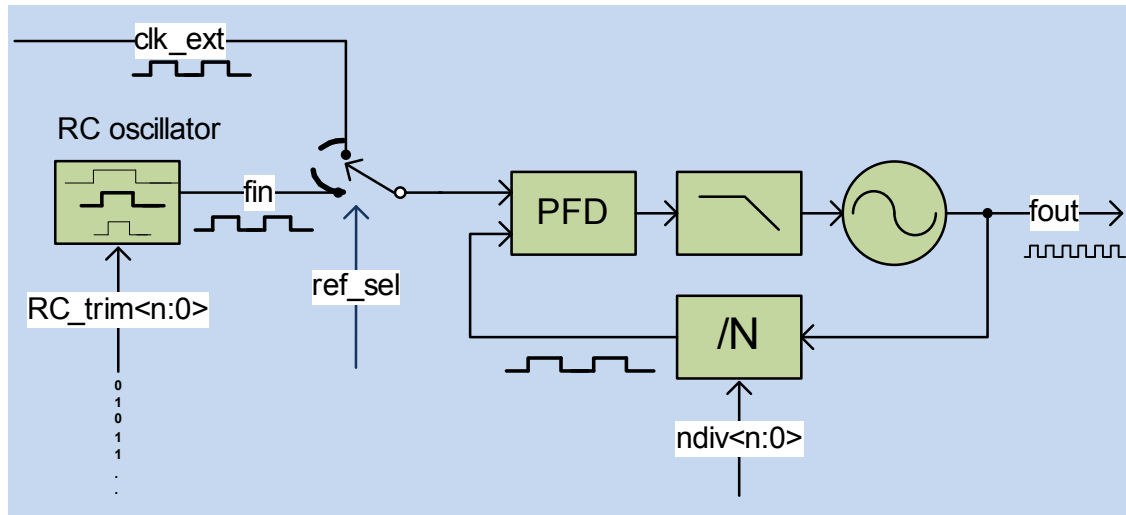 clk_ext
RC oscillator
fin
PFD
fout
ref_sel
RC_trim<n:0>
/N
ndiv<n:0>
0
1
0
1
1
.
.